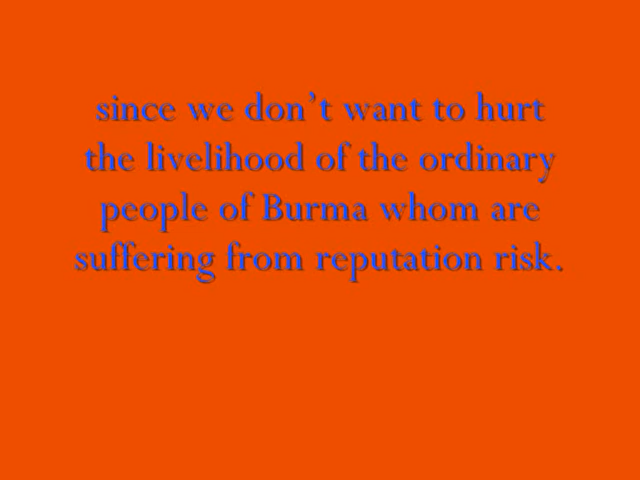 since we don’t want to hurt
the livelihood of the ordinary
people of Burma whom are
suffering from reputation risk.